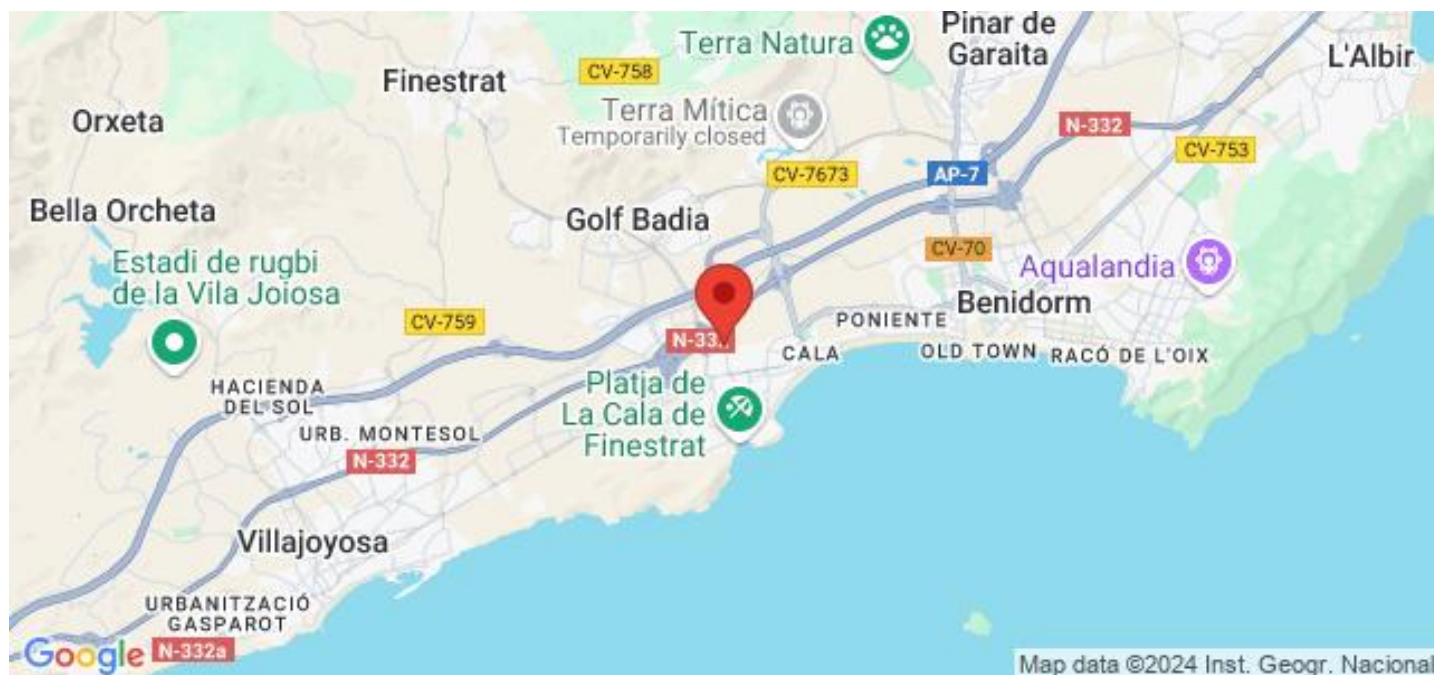 Terra Natura
Pinar de
Garaita
L'Albir
Finestrat
CV-758
Orxeta
Terra Mítica
Temporarily closed
N-332
CV-753
CV-7673
AP-7
Bella Orcheta
Golf Badia
CV-70
Estadi de rugbi
de la Vila Joiosa
Aqualandia
Benidorm
CV-759
PONIENTE
CALA
OLD TOWN
RACÓ DE L'OIX
HACIENDA
DEL SOL
Platja de
La Cala de
Finestrat
URB. MONTESOL
N-332
Villajoyosa
URBANITZACIÓ
GASPAROT
N-332a
Google
Map data ©2024 Inst. Geogr. Nacional